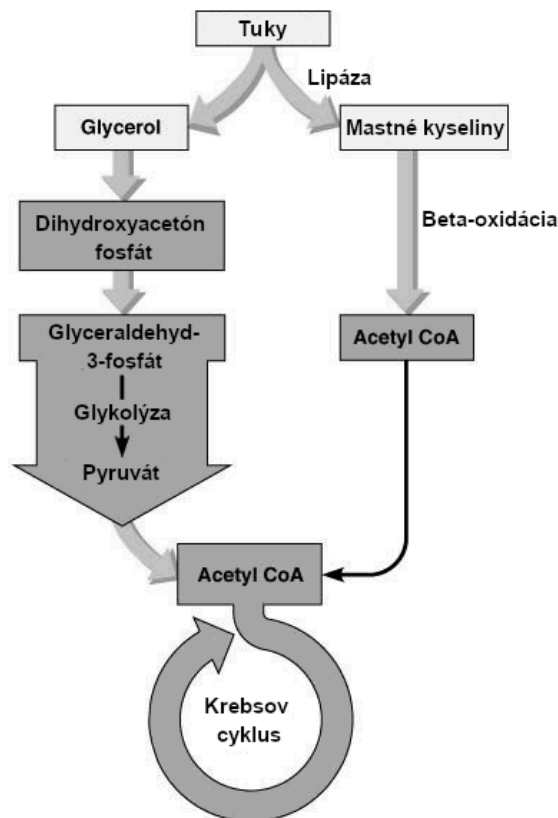 Tuky
Lipáza
Glycerol
Mastné kyseliny
Dihydroxyacetón
fosfát
Beta-oxidácia
Glyceraldehyd-
3-fosfát
Glykolýza
Pyruvát
Acetyl CoA
Acetyl CoA
Krebsov
cyklus